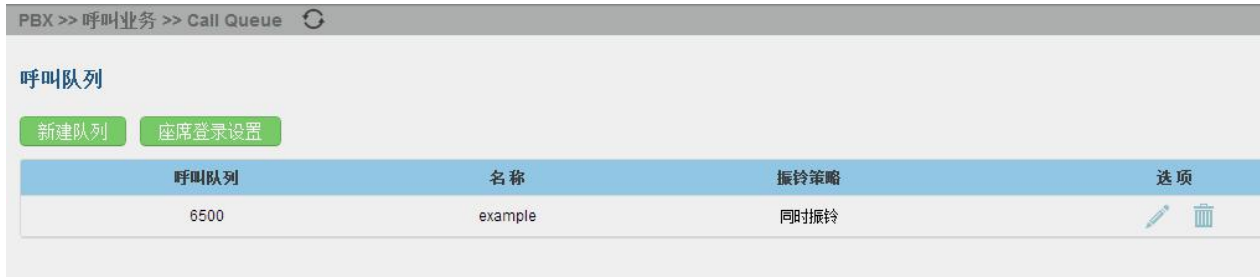 PBX >> 呼叫业务 >> Call Queue
呼叫队列
新建队列 座席登录设置
呼叫队列 名称 振铃策略 选项
6500 example 同时振铃